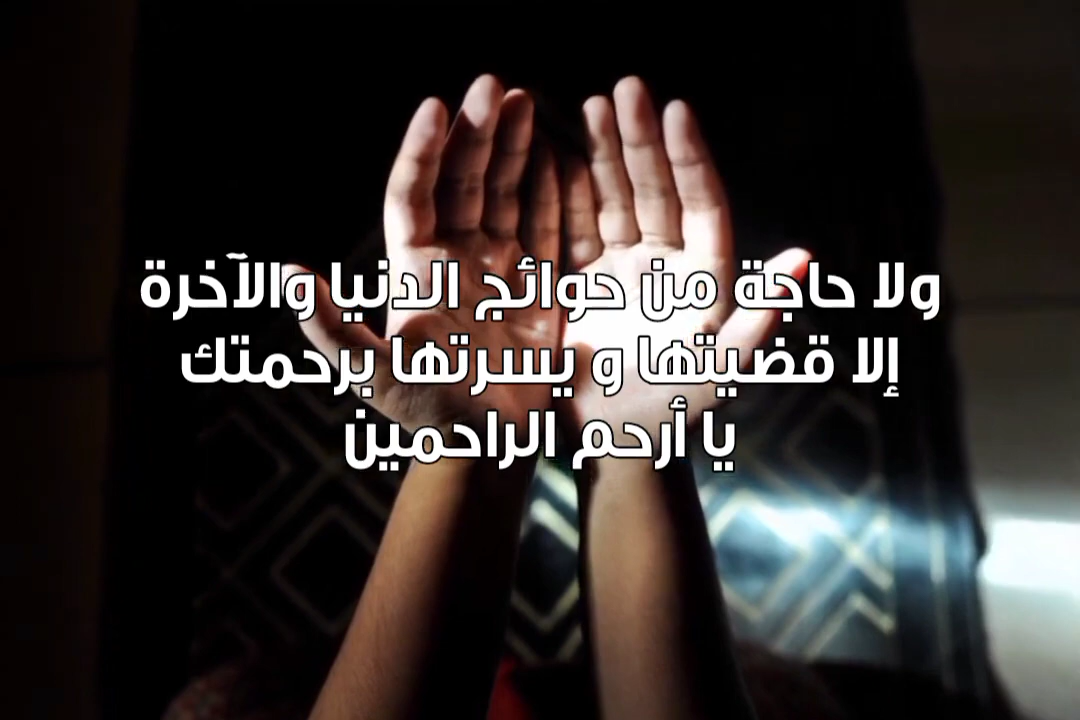 ولا حاجة من حوائج الدنيا والآخرة
إلا قضيتها و يسرتها برحمتك
يا أرحم الراحمين